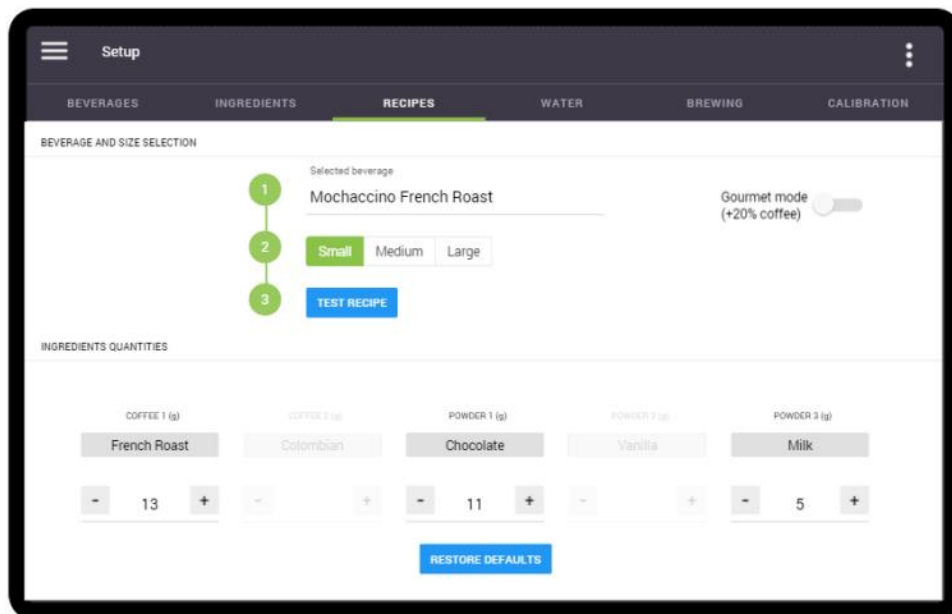 Setup
BEVERAGES INGREDIENTS RECIPES WATER BREWING CALIBRATION
BEVERAGE AND SIZE SELECTION
Selected beverage
1 Mochaccino French Roast
Gourmet mode
(+20% coffee)
2 Small Medium Large
3 TEST RECIPE
INGREDIENTS QUANTITIES
COFFEE 1 (g) COFFEE 2 (g) POWDER 1 (g) POWDER 2 (g) POWDER 3 (g)
French Roast Colombian Chocolate Vanilla Milk
- 13 + - + - 11 + - + - 5 +
RESTORE DEFAULTS